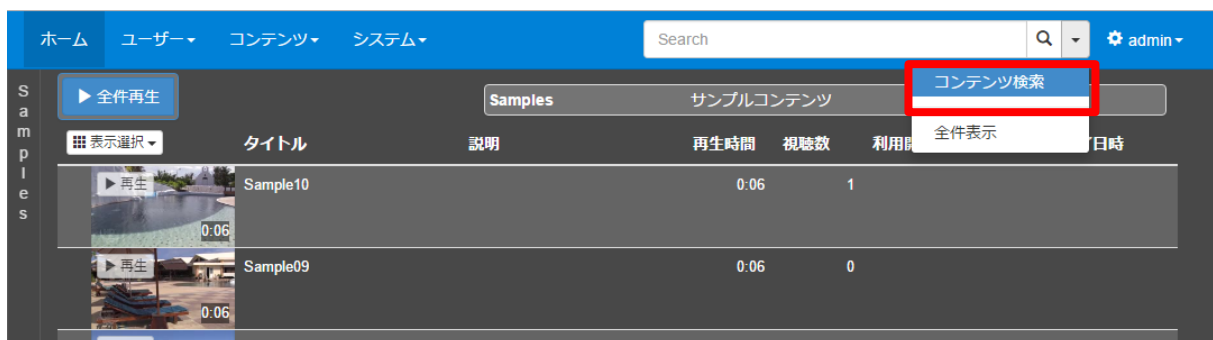 ホーム ユーザー コンテンツ システム Search admin
コンテンツ検索
全件表示
Samples
全件再生
Samples サンプルコンテンツ
表示選択 タイトル 説明 再生時間 視聴数 利用 日時
再生 Sample10 0:06 1
0:06
再生 Sample09 0:06 0
0:06